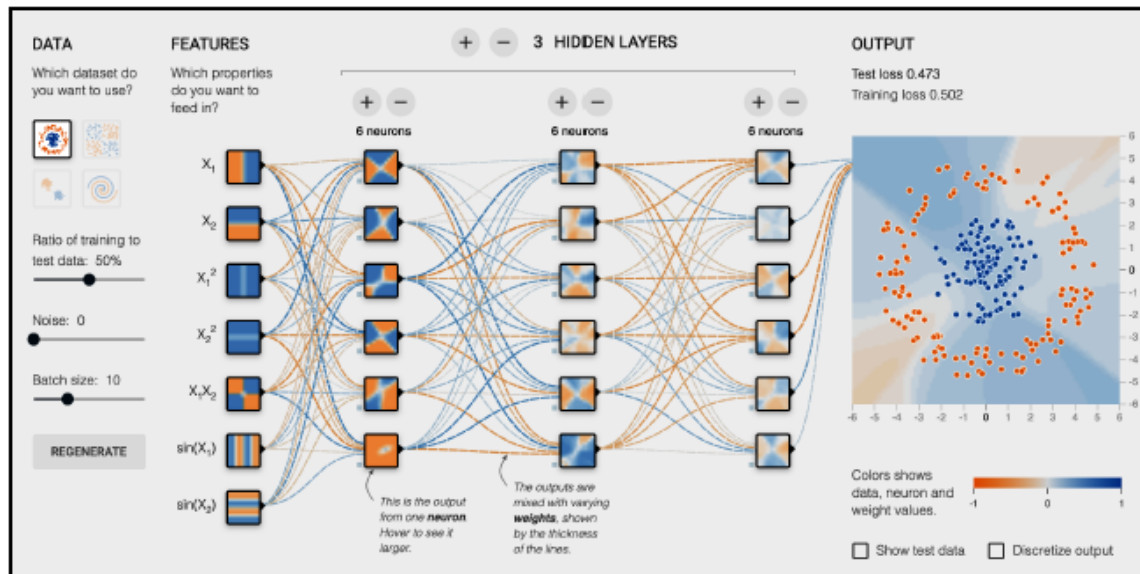 DATA
Which dataset do
you want to use?
Ratio of training to
test data: 50%
Noise: 0
Batch size: 10
REGENERATE
FEATURES
Which properties
do you want to
feed in?
X₁
X₂
X₁²
X₂²
X₁X₂
sin(X₁)
sin(X₂)
+ − 3 HIDDEN LAYERS
+ −
6 neurons
+ −
6 neurons
+ −
6 neurons
This is the output
from one neuron.
Hover to see it
larger.
The outputs are
mixed with varying
weights, shown
by the thickness
of the lines.
OUTPUT
Test loss 0.473
Training loss 0.502
6
5
4
3
2
1
0
-1
-2
-3
-4
-5
-6
-6 -5 -4 -3 -2 -1 0 1 2 3 4 5 6
Colors shows
data, neuron and
weight values.
-1 0 1
Show test data Discretize output